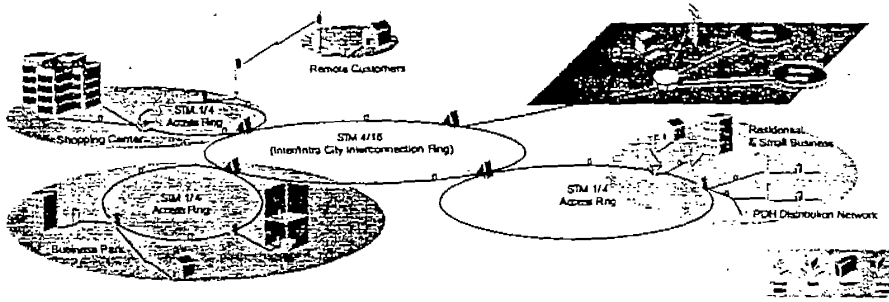 Remote Customers
STM 1/4
Access Ring
Shopping Center
STM 4/16
(Inter/Intra City Interconnection Ring)
Residential
& Small Business
STM 1/4
Access Ring
STM 1/4
Access Ring
PDH Distribution Network
Business Park